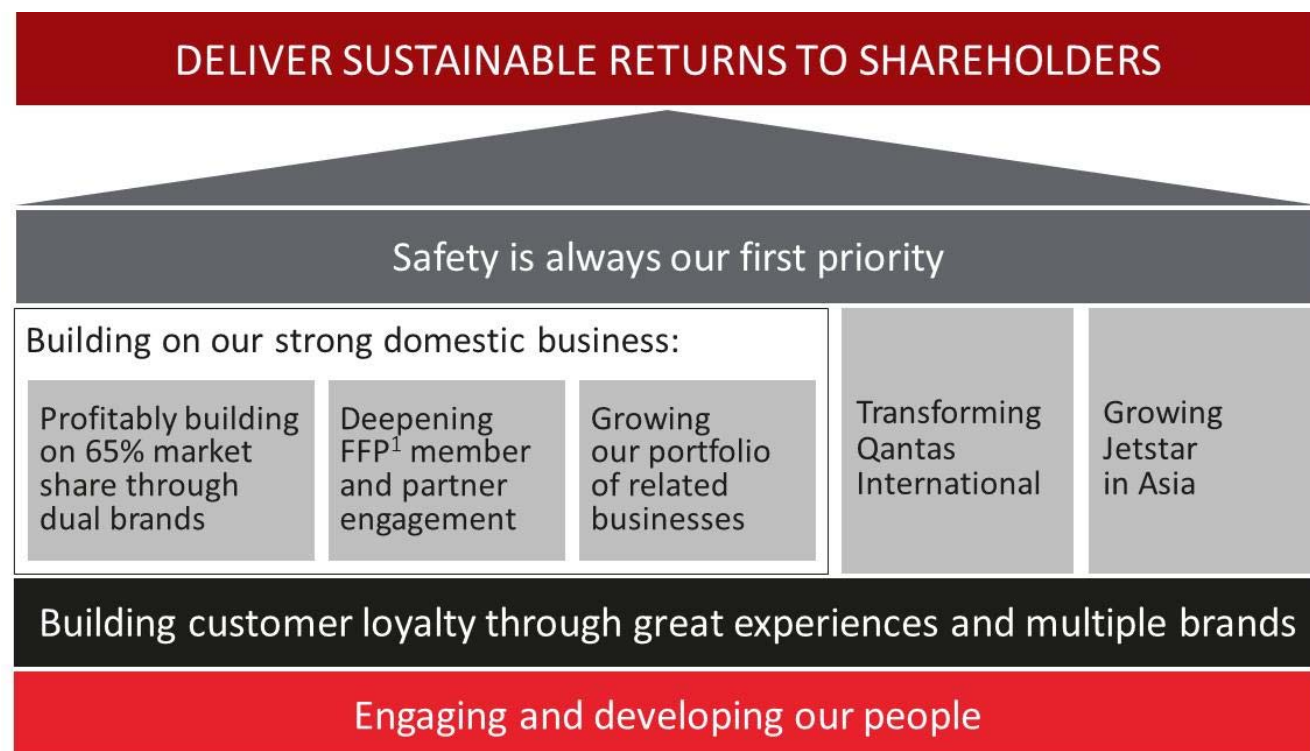 DELIVER SUSTAINABLE RETURNS TO SHAREHOLDERS
Safety is always our first priority
Building on our strong domestic business:
Profitably building
on 65% market
share through
dual brands
Deepening
FFP¹ member
and partner
engagement
Growing
our portfolio
of related
businesses
Transforming
Qantas
International
Growing
Jetstar
in Asia
Building customer loyalty through great experiences and multiple brands
Engaging and developing our people